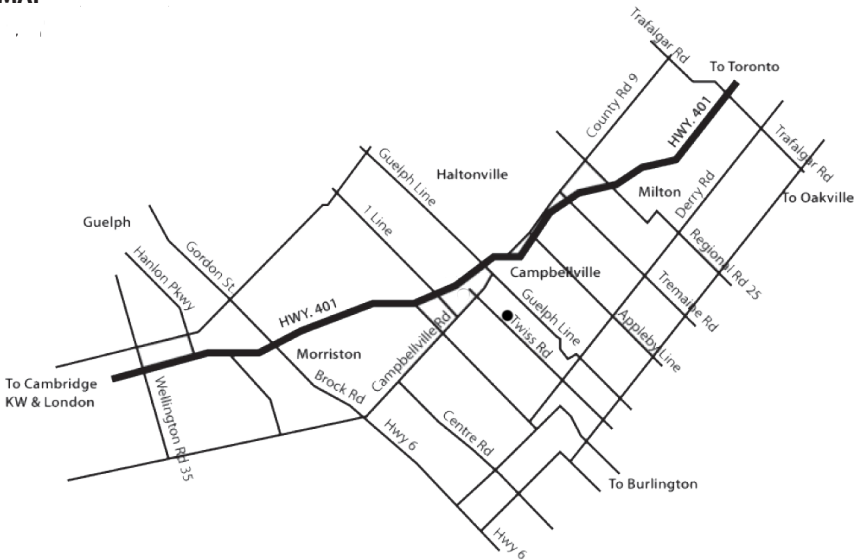 Trafalgar Rd
To Toronto
County Rd 9
HWY. 401
Trafalgar Rd
Guelph Line
Haltonville
Milton
Derry Rd
To Oakville
Guelph
1 Line
Gordon St.
Hanlon Pkwy
Regional Rd 25
Campbellville
Tremaine Rd
HWY. 401
Guelph Line
Twiss Rd
Appleby Line
Campbellville Rd
Morriston
To Cambridge
KW & London
Brock Rd
Wellington Rd 35
Centre Rd
Hwy 6
To Burlington
Hwy 6